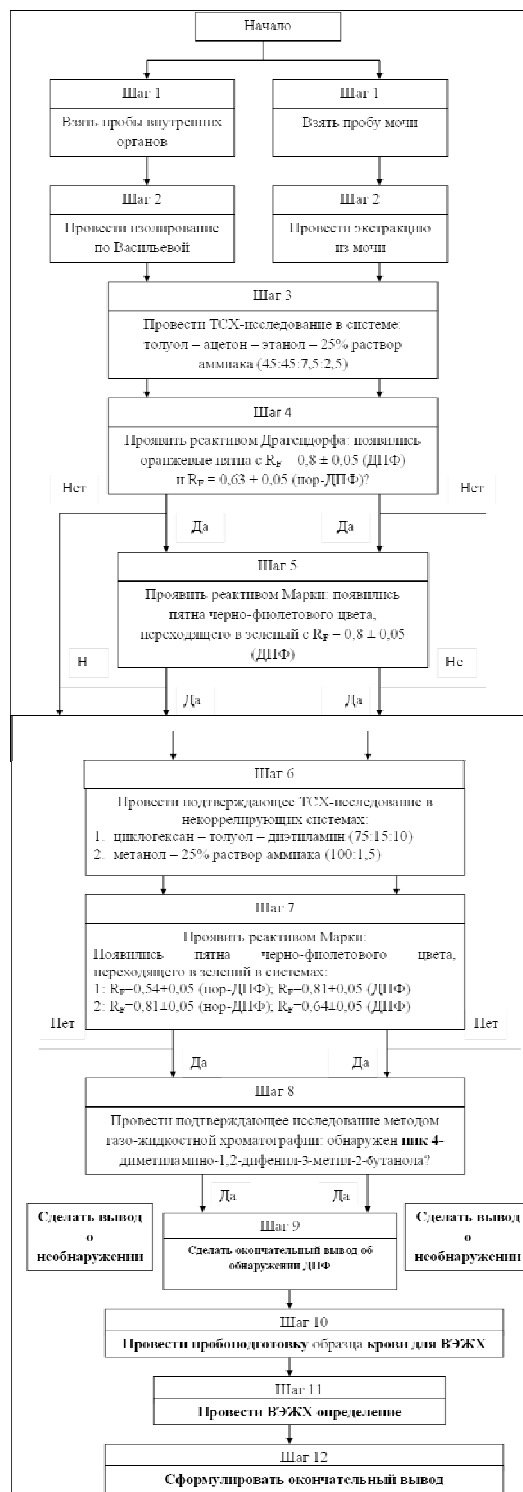 Начало
Шаг 1
Взять пробы внутренних
органов
Шаг 1
Взять пробу мочи
Шаг 2
Провести изолирование
по Васильевой
Шаг 2
Провести экстракцию
из мочи
Шаг 3
Провести ТСХ-исследование в системе:
толуол – ацетон – этанол – 25% раствор
аммиака (45:45:7,5:2,5)
Шаг 4
Проявить реактивом Драгендорфа: появились
оранжевые пятна с RF = 0,8 ± 0,05 (ДПФ)
и RF = 0,63 ± 0,05 (нор-ДПФ)?
Нет
Нет
Да
Да
Шаг 5
Проявить реактивом Марки: появились
пятна черно-фиолетового цвета,
переходящего в зеленый с RF = 0,8 ± 0,05
(ДПФ)
Н
Не
Да
Да
Шаг 6
Провести подтверждающее ТСХ-исследование в
некоррелирующих системах:
1. циклогексан – толуол – диэтиламин (75:15:10)
2. метанол – 25% раствор аммиака (100:1,5)
Шаг 7
Проявить реактивом Марки:
Появились пятна черно-фиолетового цвета,
переходящего в зелений в системах:
1: RF=0,54±0,05 (нор-ДПФ); RF=0,81±0,05 (ДПФ)
2: RF=0,81±0,05 (нор-ДПФ); RF=0,64±0,05 (ДПФ)
Нет
Нет
Да
Да
Шаг 8
Провести подтверждающее исследование методом
газо-жидкостной хроматографии: обнаружен пик 4-
диметиламино-1,2-дифенил-3-метил-2-бутанола?
Да
Да
Сделать вывод
о
необнаружении
Шаг 9
Сделать окончательный вывод об
обнаружении ДПФ
Сделать вывод
о
необнаружении
Шаг 10
Провести пробоподготовку образца крови для ВЭЖХ
Шаг 11
Провести ВЭЖХ определение
Шаг 12
Сформулировать окончательный вывод